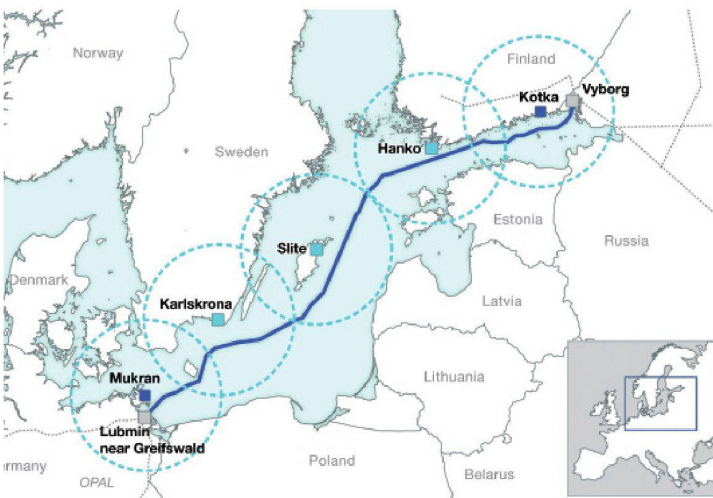 Norway
Finland
Kotka
Vyborg
Hanko
Sweden
Estonia
Russia
Slite
Denmark
Karlskrona
Latvia
Mukran
Lithuania
Lubmin
near Greifswald
ermany
Poland
OPAL
Belarus